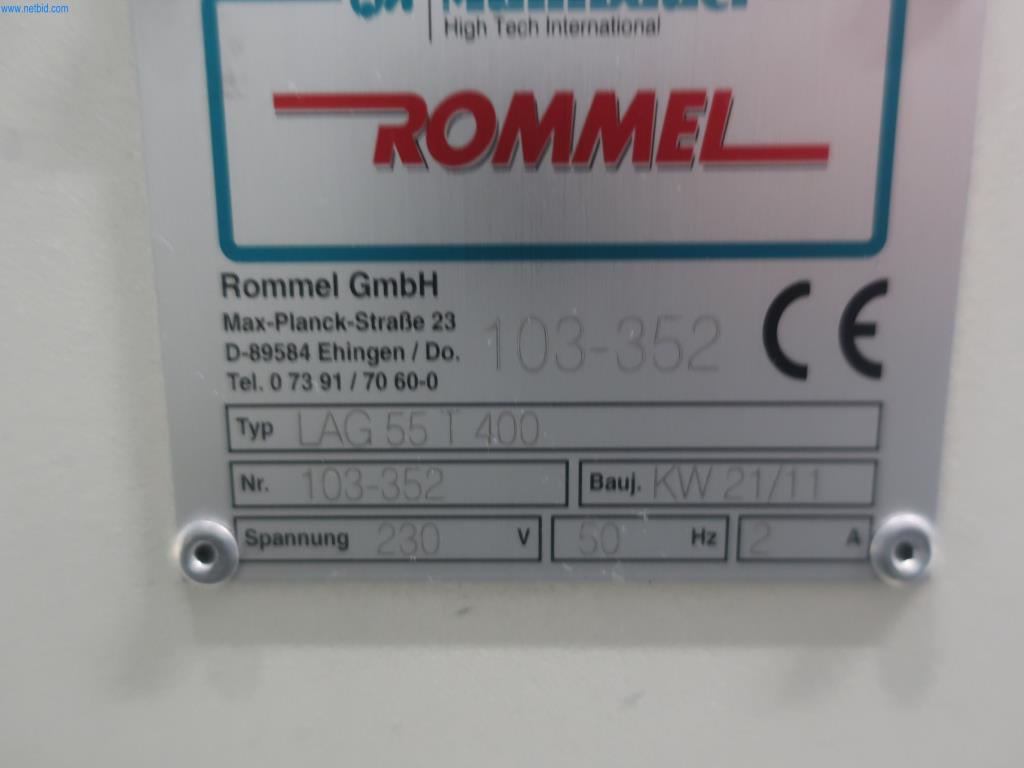 www.netbid.com
High Tech International
ROMMEL
Rommel GmbH
Max-Planck-Straße 23
D-89584 Ehingen / Do.
Tel. 0 73 91 / 70 60-0
103-352
CE
Typ LAG 55 T 400
Nr. 103-352 Bauj. KW 21/11
Spannung 230 V 50 Hz 2 A